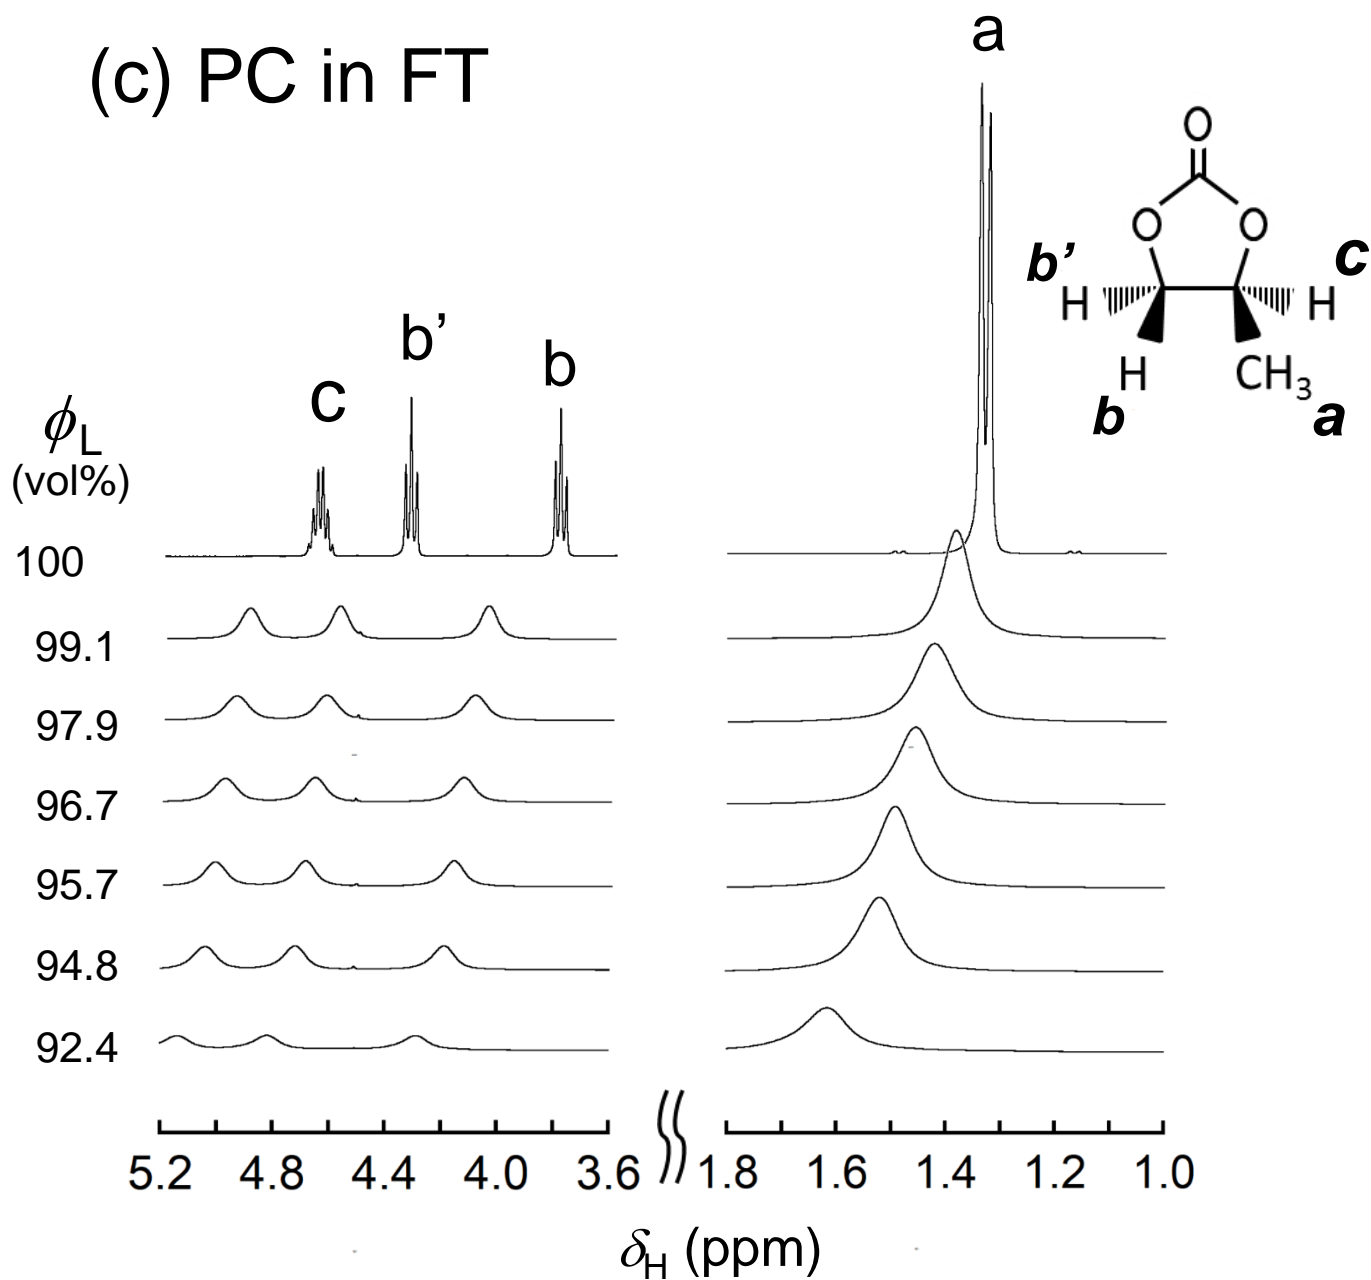 (c) PC in FT
a
O
O
O
b'
c
H
H
H
CH3
b
a
c
b'
b
ϕL
(vol%)
100
99.1
97.9
96.7
95.7
94.8
92.4
5.2 4.8 4.4 4.0 3.6 1.8 1.6 1.4 1.2 1.0
δH (ppm)